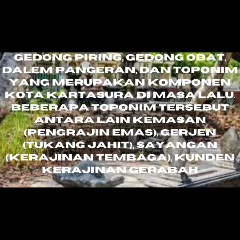 GEDONG PIRING, GEDONG OBAT,
DALEM PANGERAN, DAN TOPONIM
YANG MERUPAKAN KOMPONEN
KOTA KARTASURA DI MASA LALU.
BEBERAPA TOPONIM TERSEBUT
ANTARA LAIN KEMASAN
(PENGRAJIN EMAS), GERJEN
(TUKANG JAHIT), SAYANGAN
(KERAJINAN TEMBAGA), KUNDEN
KERAJINAN GERABAH